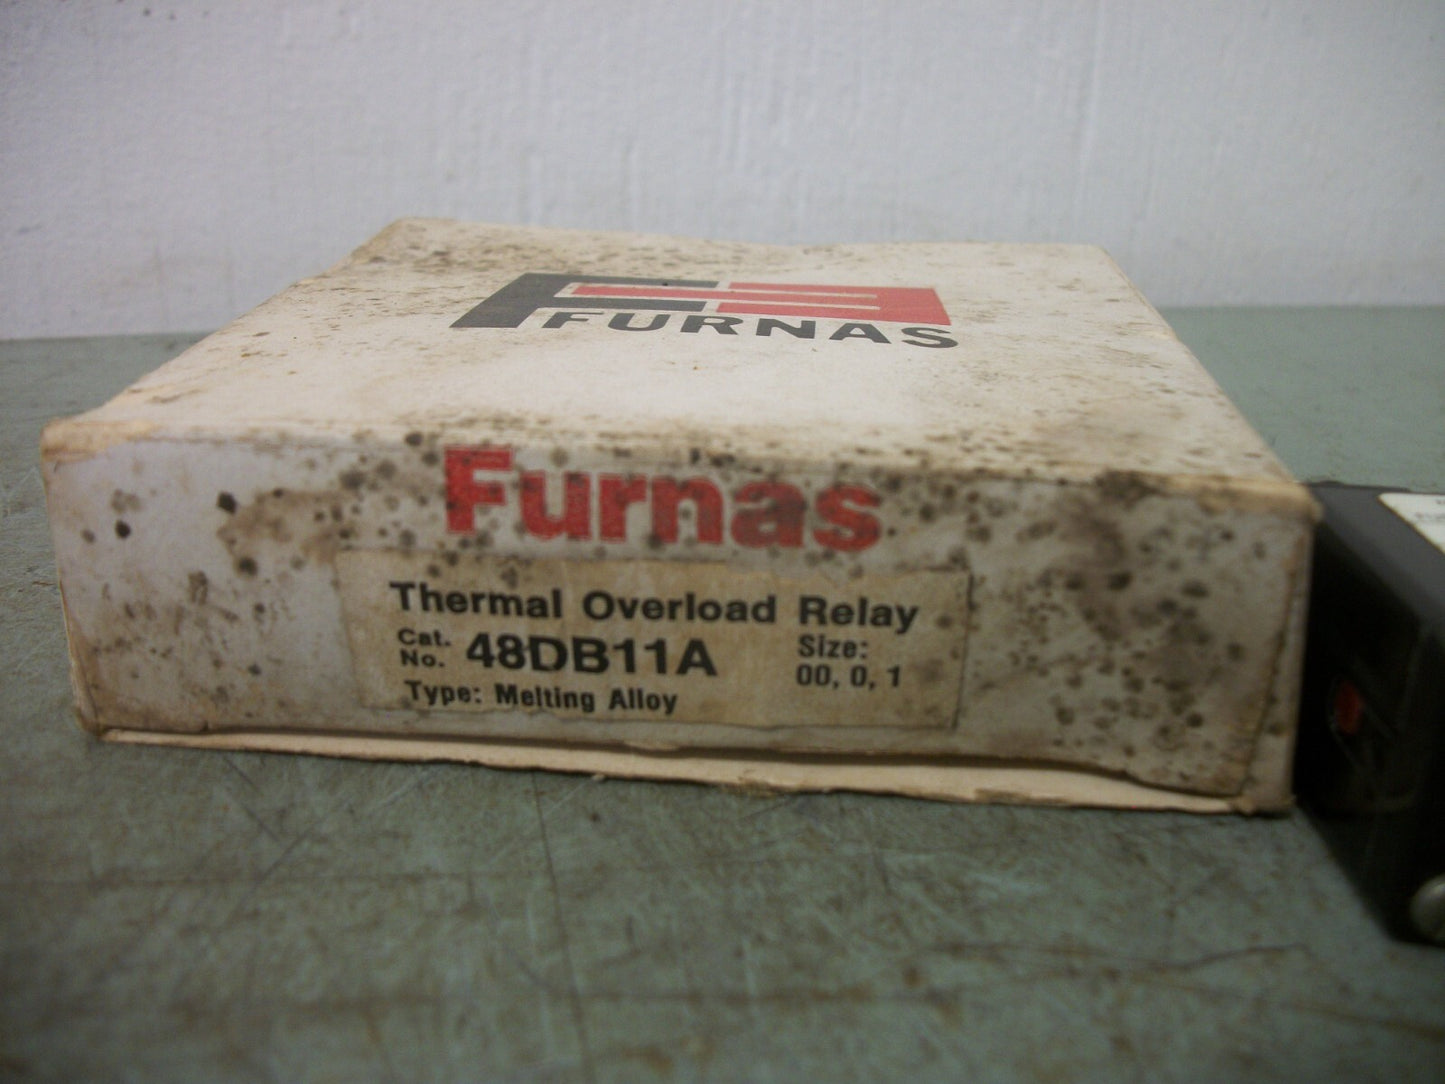 FURNAS
Furnas
Thermal Overload Relay
Cat. No. 48DB11A
Size: 00, 0, 1
Type: Melting Alloy